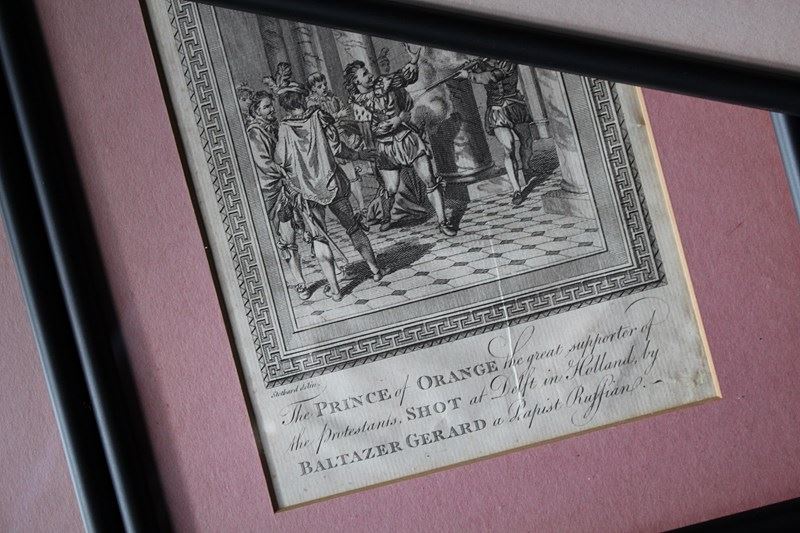 Stothard delin.
The PRINCE of ORANGE the great supporter of
the protestants, SHOT at Delft in Holland, by
BALTAZER GERARD a Papist Ruffian.